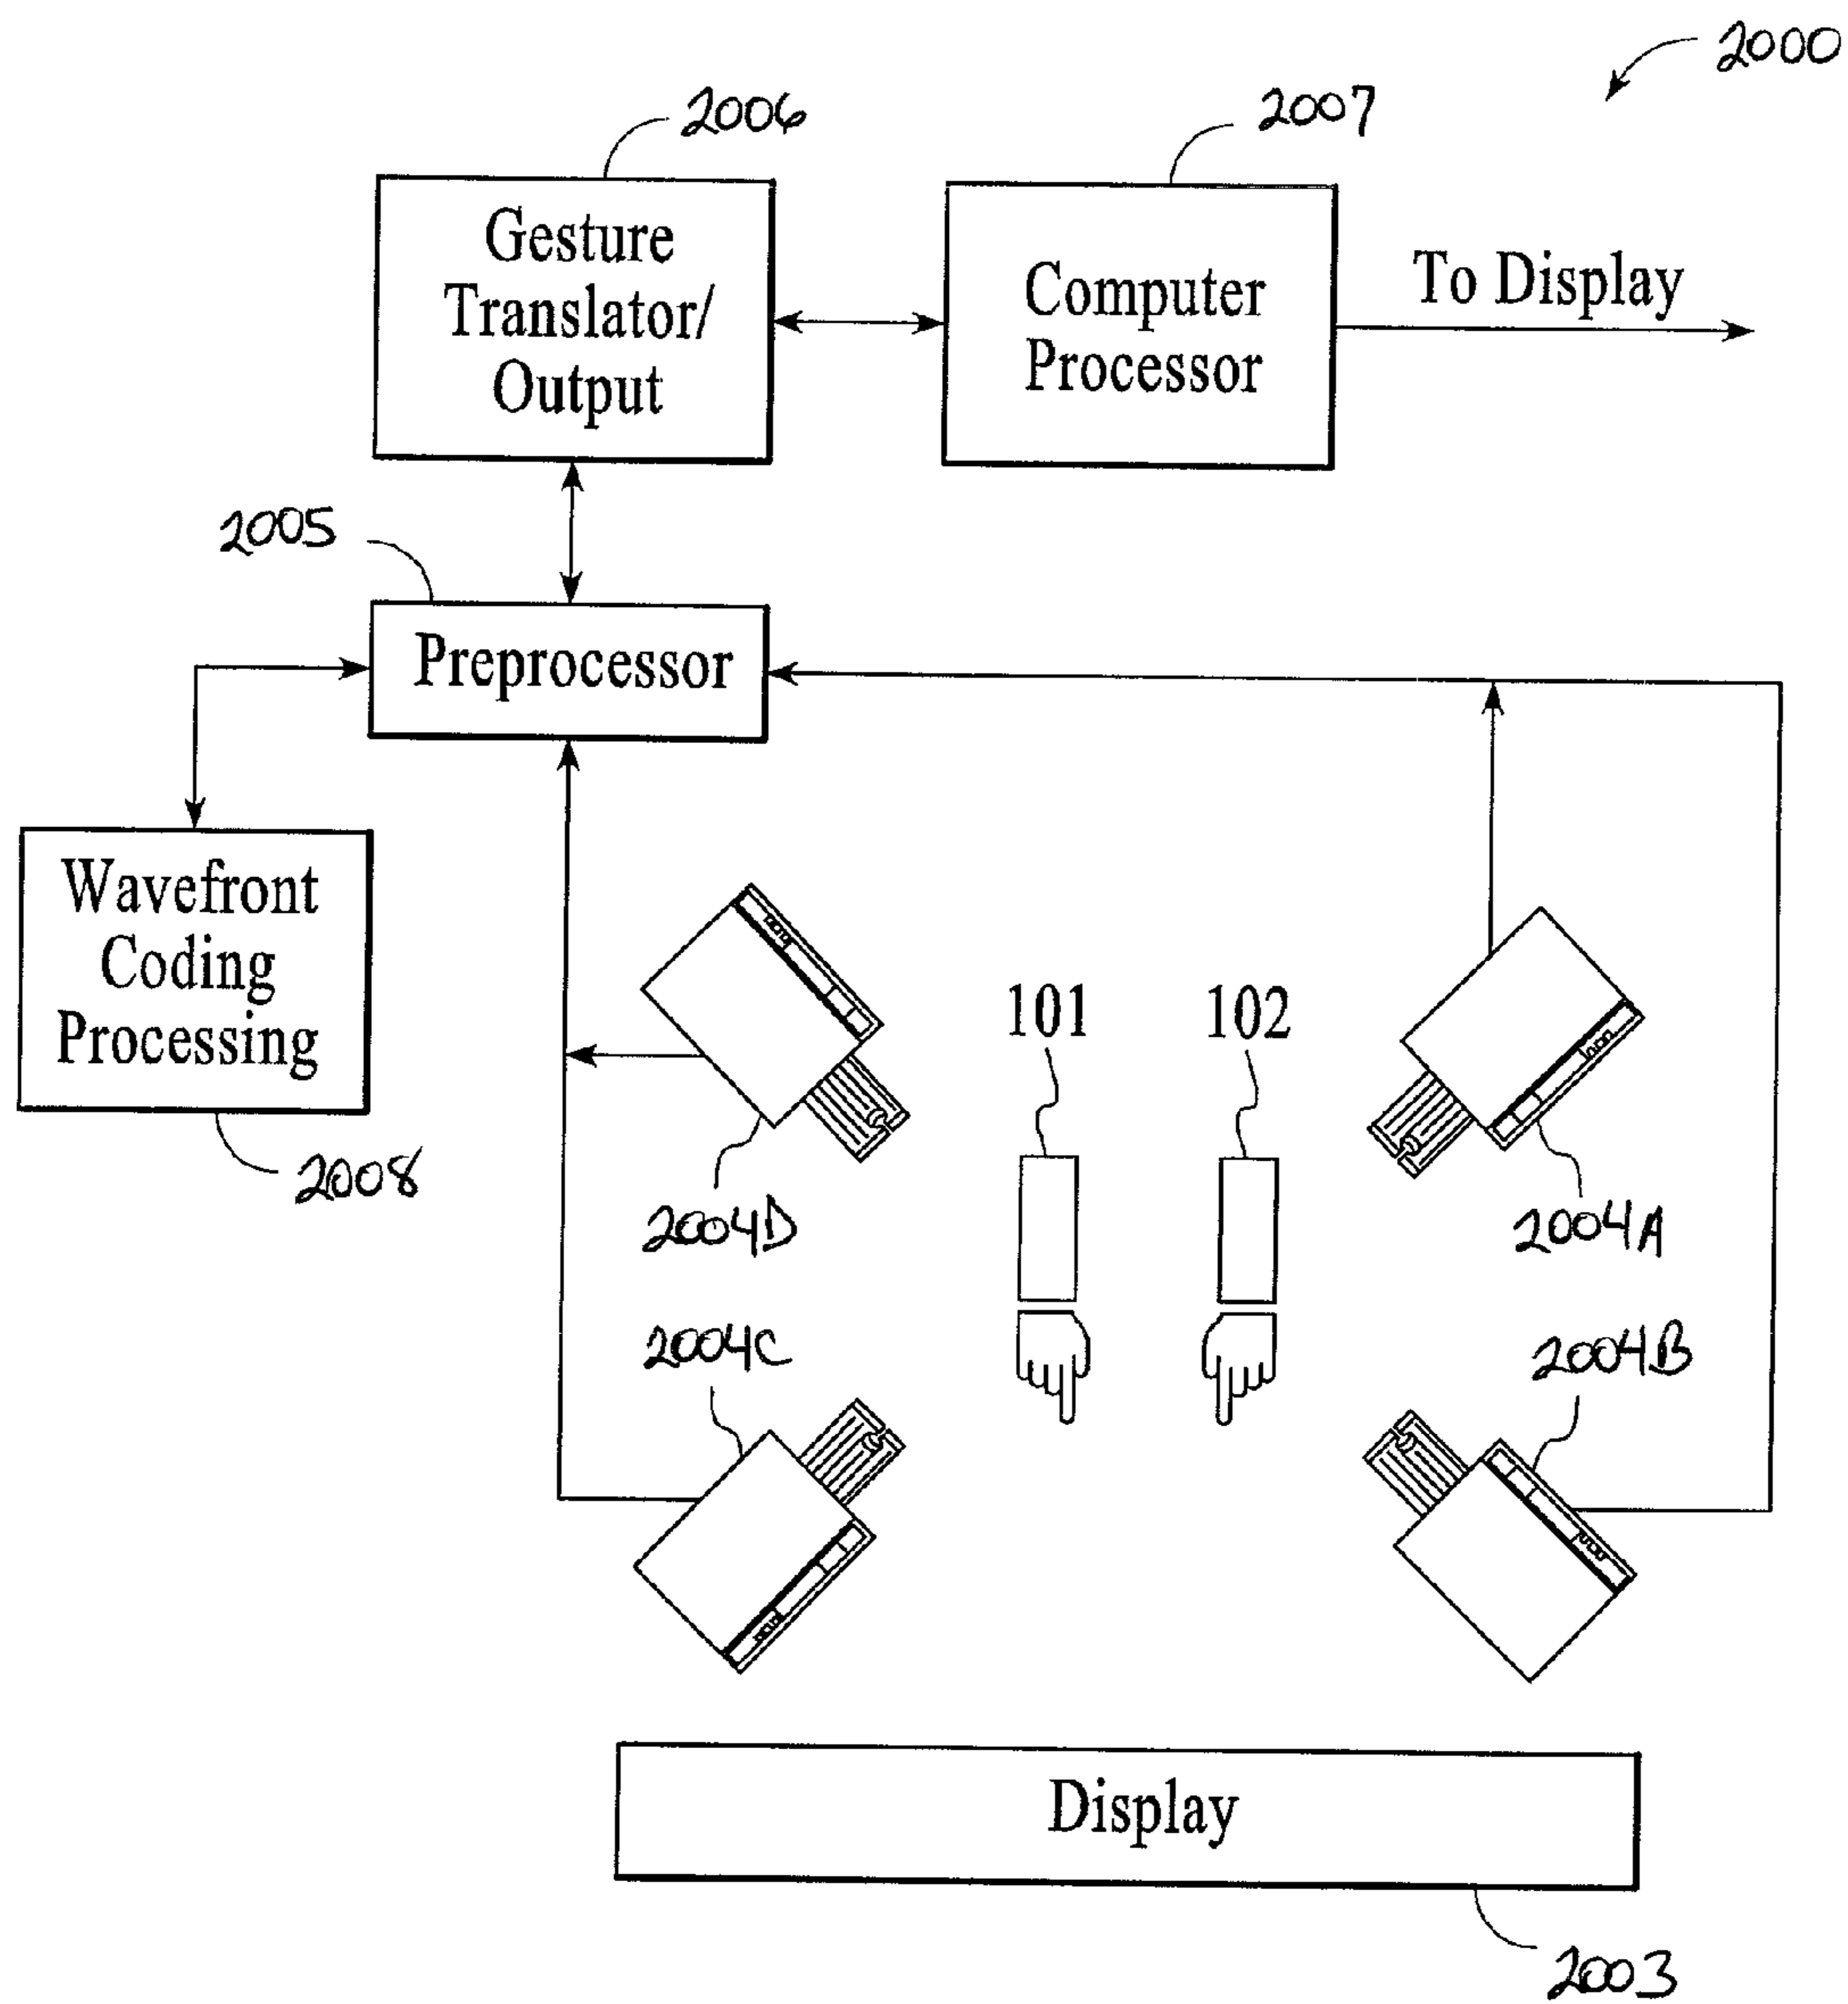 2000
2006
2007
Gesture
Translator/
Output
Computer
Processor
To Display
2005
Preprocessor
Wavefront
Coding
Processing
2008
101
102
2004D
2004A
2004C
2004B
Display
2003